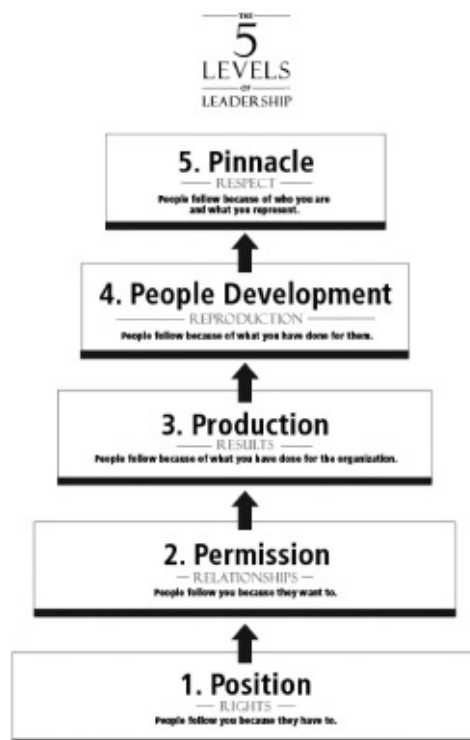 THE
5
LEVELS
OF
LEADERSHIP
5. Pinnacle
RESPECT
People follow because of who you are
and what you represent.
4. People Development
REPRODUCTION
People follow because of what you have done for them.
3. Production
RESULTS
People follow because of what you have done for the organization.
2. Permission
RELATIONSHIPS
People follow you because they want to.
1. Position
RIGHTS
People follow you because they have to.